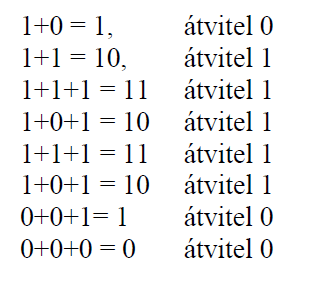 1+0 = 1, átvitel 0
1+1 = 10, átvitel 1
1+1+1 = 11 átvitel 1
1+0+1 = 10 átvitel 1
1+1+1 = 11 átvitel 1
1+0+1 = 10 átvitel 1
0+0+1= 1 átvitel 0
0+0+0 = 0 átvitel 0